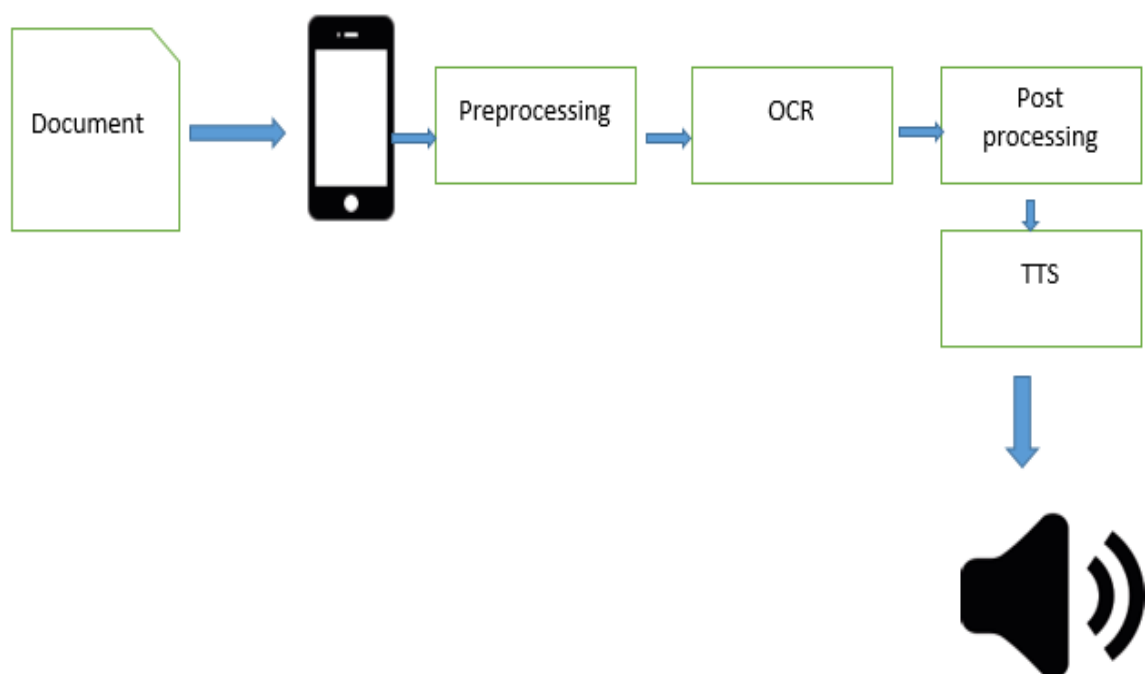 Document
Preprocessing
OCR
Post
processing
TTS